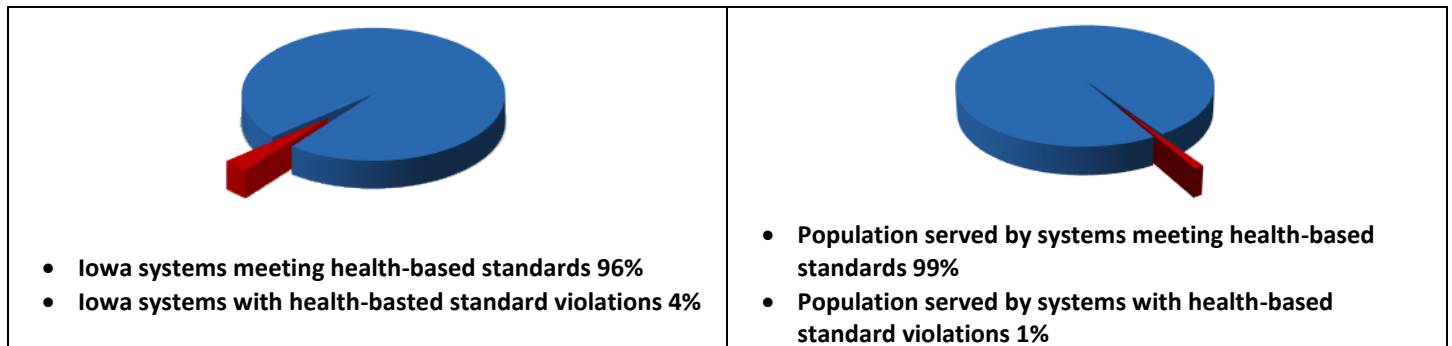 • Iowa systems meeting health-based standards 96%
• Iowa systems with health-basted standard violations 4%
• Population served by systems meeting health-based
standards 99%
• Population served by systems with health-based
standard violations 1%